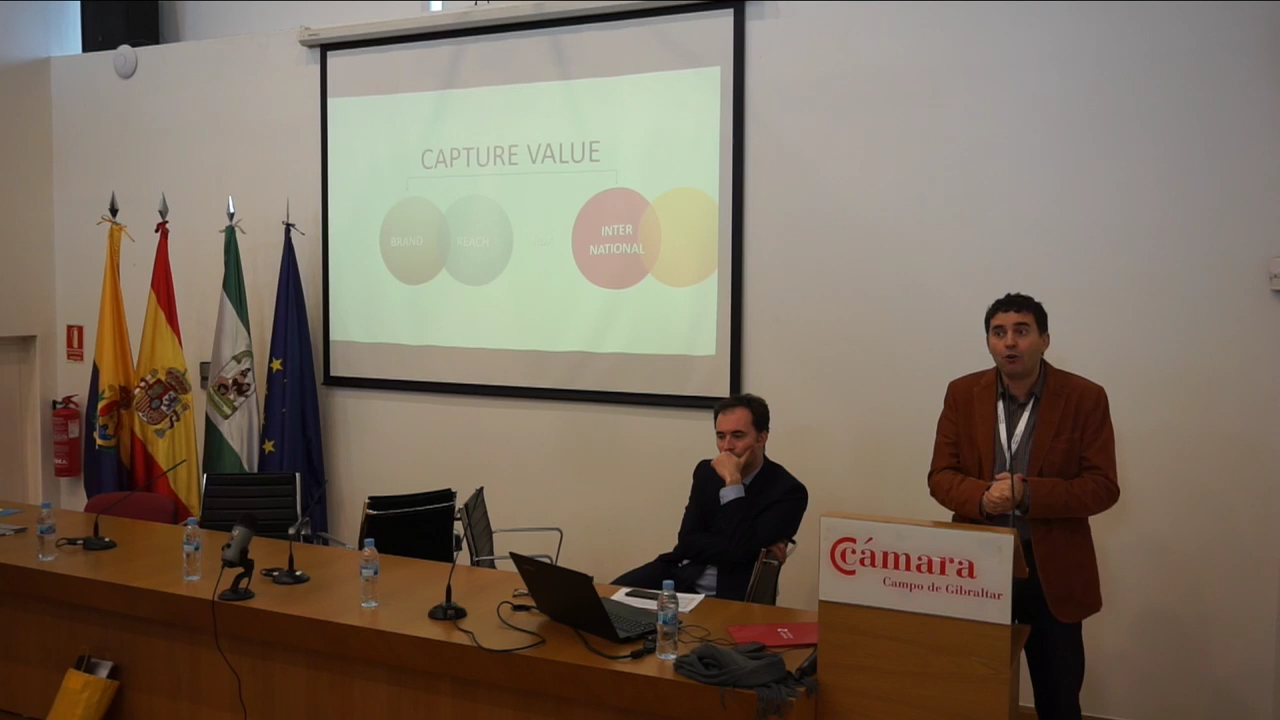 CAPTURE VALUE
BRAND
REACH
INTER
NATIONAL
cámara
Campo de Gibraltar